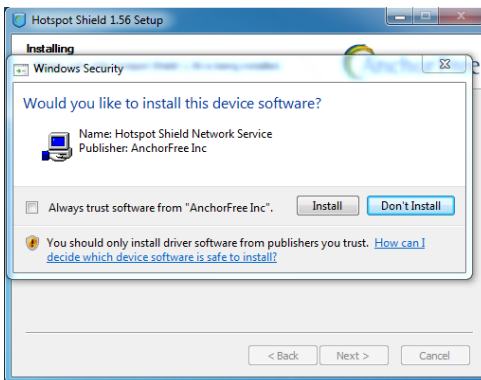 Hotspot Shield 1.56 Setup
Installing
Windows Security
Would you like to install this device software?
Name: Hotspot Shield Network Service
Publisher: AnchorFree Inc
Always trust software from "AnchorFree Inc".
Install
Don't Install
You should only install driver software from publishers you trust. How can I
decide which device software is safe to install?
< Back
Next >
Cancel